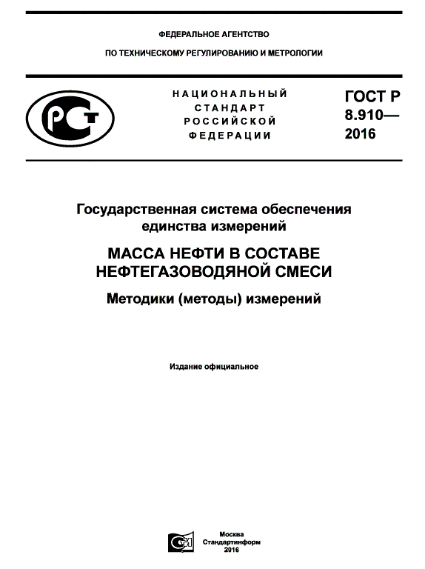 ФЕДЕРАЛЬНОЕ АГЕНТСТВО
ПО ТЕХНИЧЕСКОМУ РЕГУЛИРОВАНИЮ И МЕТРОЛОГИИ
НАЦИОНАЛЬНЫЙ
СТАНДАРТ
РОССИЙСКОЙ
ФЕДЕРАЦИИ
ГОСТ Р
8.910—
2016
Государственная система обеспечения
единства измерений
МАССА НЕФТИ В СОСТАВЕ
НЕФТЕГАЗОВОДЯНОЙ СМЕСИ
Методики (методы) измерений
Издание официальное
Москва
Стандартинформ
2016